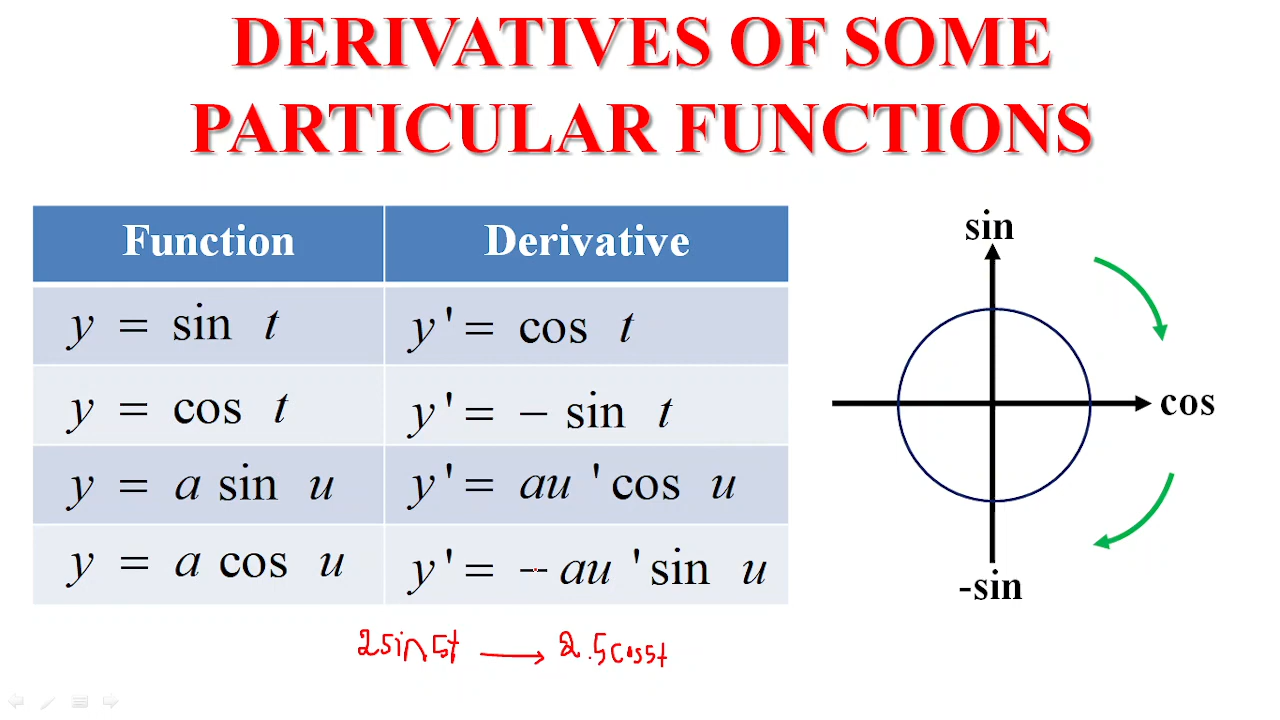 DERIVATIVES OF SOME
PARTICULAR FUNCTIONS
Function Derivative
y = sin t y' = cos t
y = cos t y' = − sin t
y = a sin u y' = au 'cos u
y = a cos u y' = − au 'sin u
sin
cos
-sin
2sin5t → 2.5cos5t